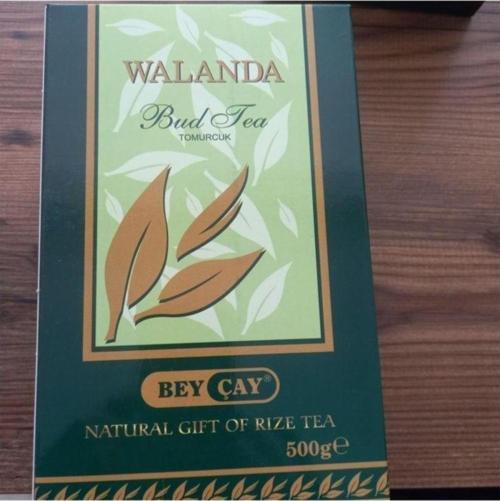 WALANDA
Bud Tea
TOMURCUK
BEY ÇAY®
NATURAL GIFT OF RIZE TEA
500g℮